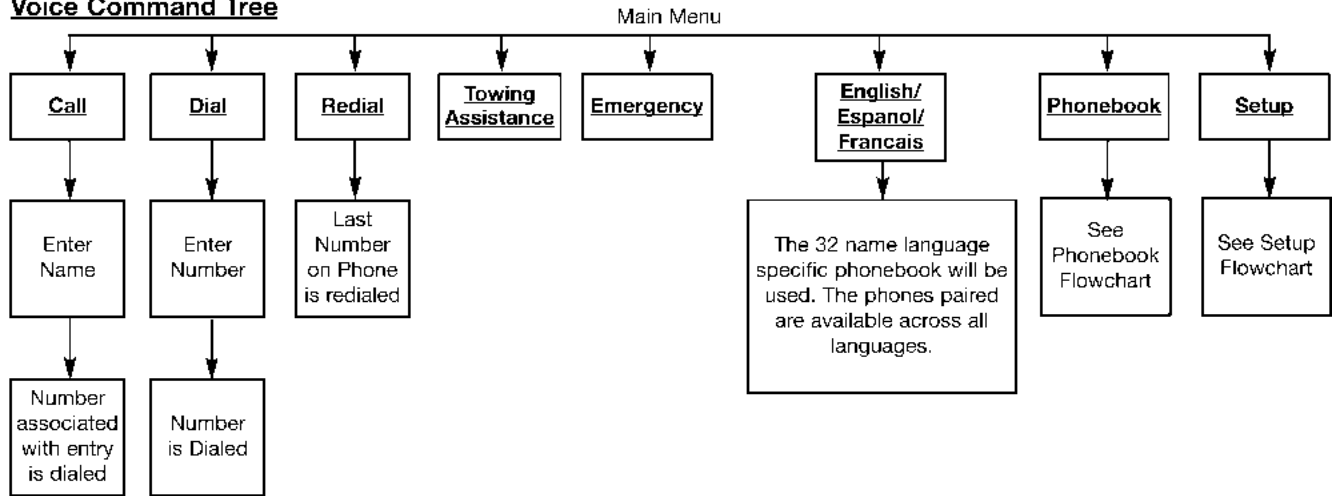 Voice Command Tree
Main Menu
Call
Dial
Redial
Towing
Assistance
Emergency
English/
Espanol/
Francais
Phonebook
Setup
Enter
Name
Enter
Number
Last
Number
on Phone
is redialed
The 32 name language
specific phonebook will be
used. The phones paired
are available across all
languages.
See
Phonebook
Flowchart
See Setup
Flowchart
Number
associated
with entry
is dialed
Number
is Dialed